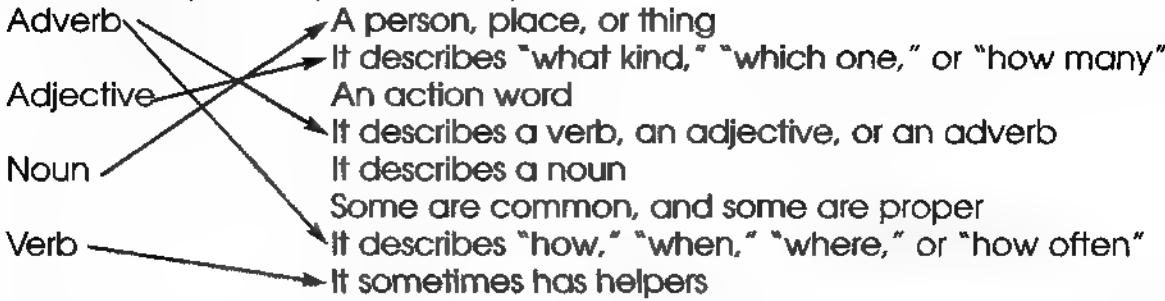 Adverb
A person, place, or thing
It describes "what kind," "which one," or "how many"
Adjective
An action word
It describes a verb, an adjective, or an adverb
Noun
It describes a noun
Some are common, and some are proper
Verb
It describes "how," "when," "where," or "how often"
It sometimes has helpers